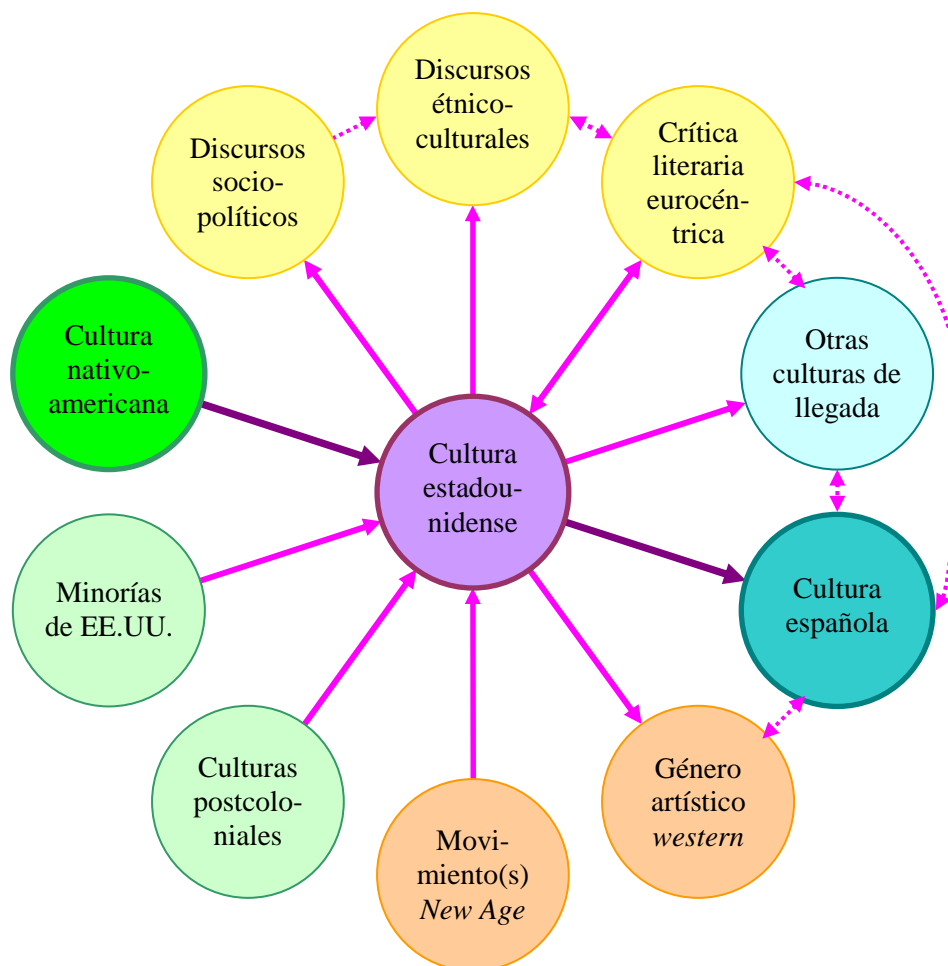 Discursos
étnico-
culturales
Discursos
socio-
políticos
Crítica
literaria
eurocén-
trica
Cultura
nativo-
americana
Otras
culturas de
llegada
Cultura
estadou-
nidense
Minorías
de EE.UU.
Cultura
española
Culturas
postcolo-
niales
Género
artístico
western
Movi-
miento(s)
New Age